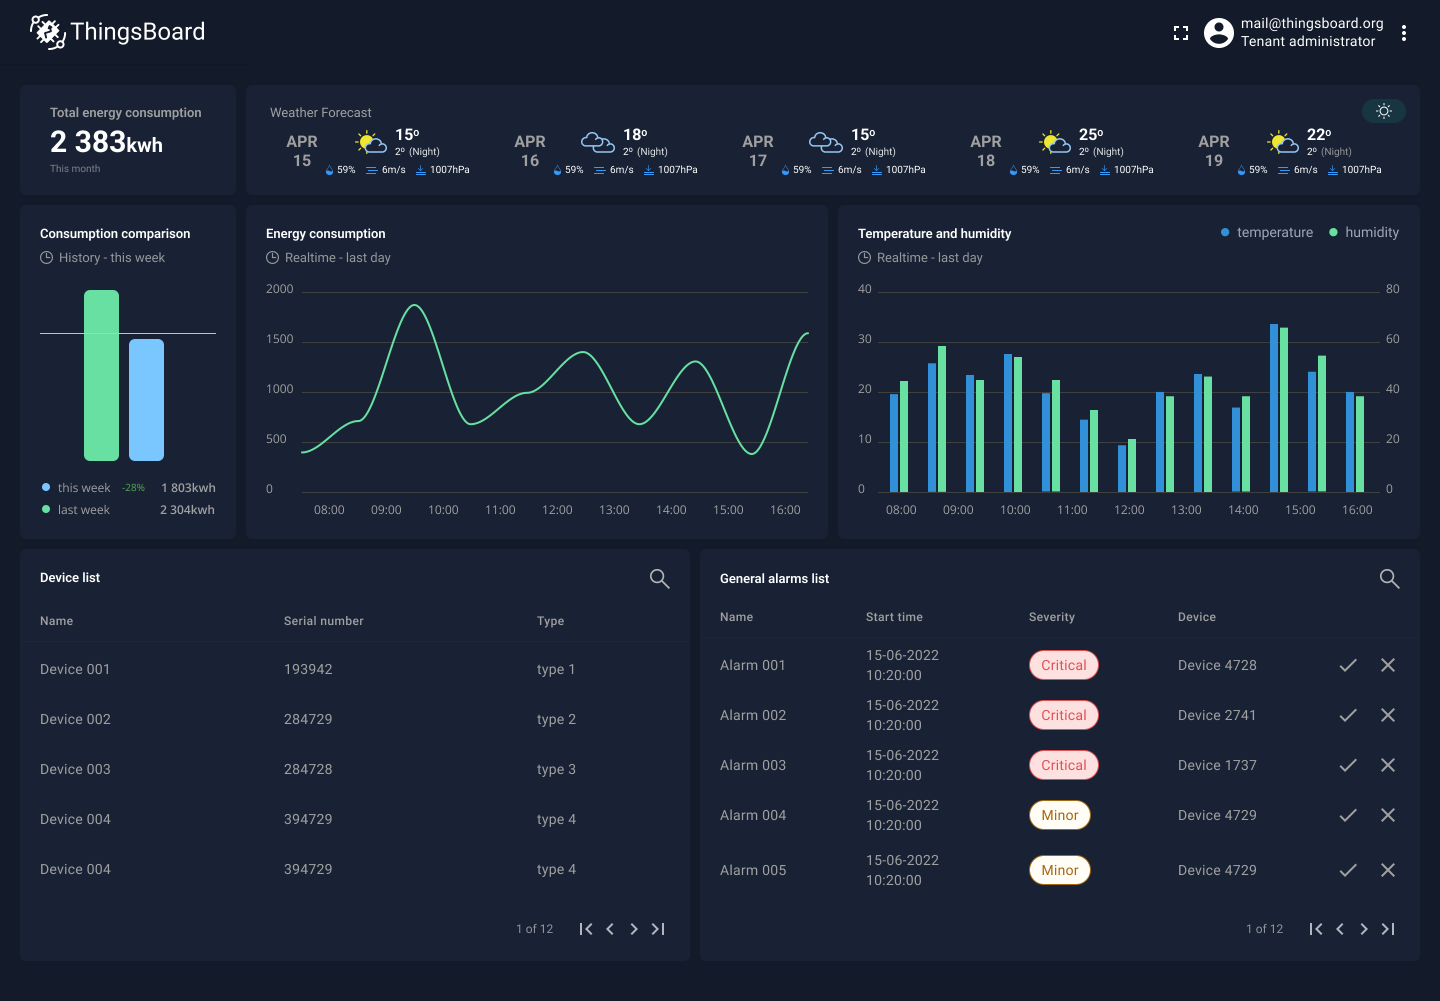 ThingsBoard
mail@thingsboard.org
Tenant administrator
Total energy consumption
2 383kwh
This month
Weather Forecast
APR
15
15º
2º (Night)
59% 6m/s 1007hPa
APR
16
18º
2º (Night)
59% 6m/s 1007hPa
APR
17
15º
2º (Night)
59% 6m/s 1007hPa
APR
18
25º
2º (Night)
59% 6m/s 1007hPa
APR
19
22º
2º (Night)
59% 6m/s 1007hPa
Consumption comparison
History - this week
this week -28% 1 803kwh
last week 2 304kwh
Energy consumption
Realtime - last day
2000
1500
1000
500
0
08:00 09:00 10:00 11:00 12:00 13:00 14:00 15:00 16:00
Temperature and humidity
temperature humidity
Realtime - last day
40 80
30 60
20 40
10 20
0 0
08:00 09:00 10:00 11:00 12:00 13:00 14:00 15:00 16:00
Device list
Name Serial number Type
Device 001 193942 type 1
Device 002 284729 type 2
Device 003 284728 type 3
Device 004 394729 type 4
Device 004 394729 type 4
1 of 12
General alarms list
Name Start time Severity Device
Alarm 001 15-06-2022 10:20:00 Critical Device 4728
Alarm 002 15-06-2022 10:20:00 Critical Device 2741
Alarm 003 15-06-2022 10:20:00 Critical Device 1737
Alarm 004 15-06-2022 10:20:00 Minor Device 4729
Alarm 005 15-06-2022 10:20:00 Minor Device 4729
1 of 12